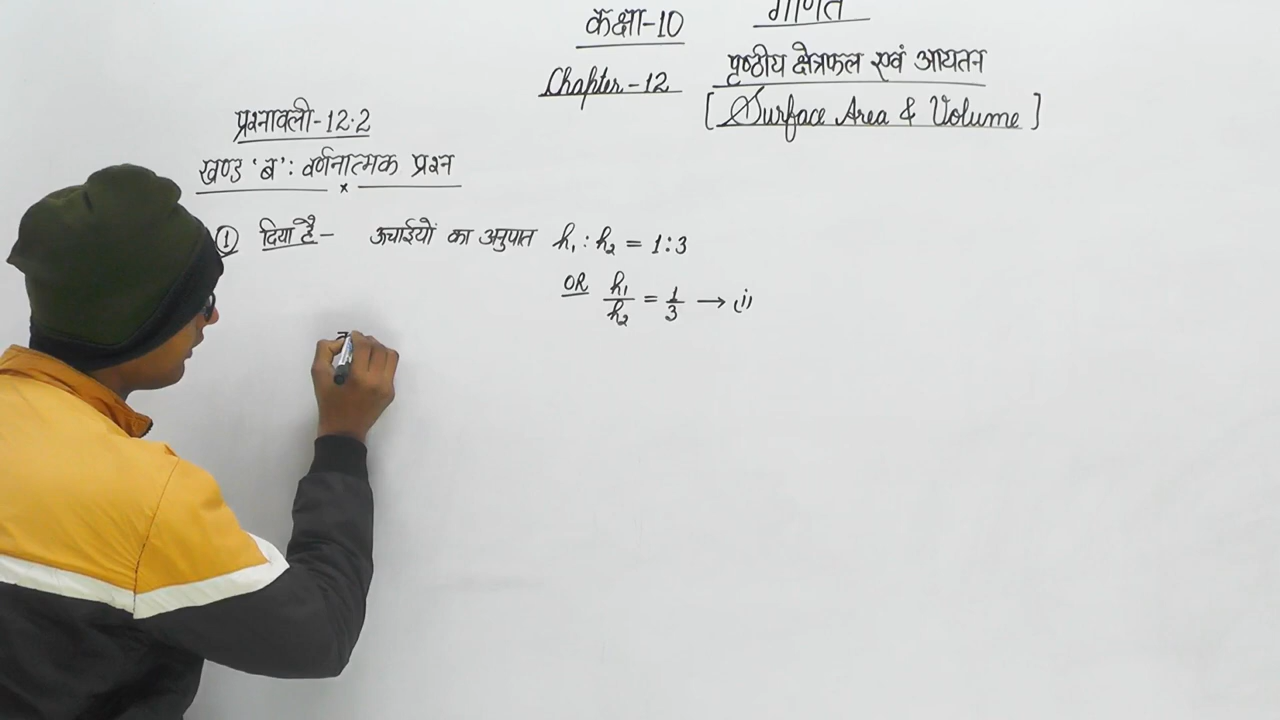 कक्षा-10 गणित
Chapter-12 पृष्ठीय क्षेत्रफल एवं आयतन
[Surface Area & Volume]
प्रश्नावली-12.2
खण्ड 'ब': वर्णनात्मक प्रश्न
x
① दिया है- ऊचाईयों का अनुपात h₁:h₂ = 1:3
OR h₁/h₂ = 1/3 → (i)